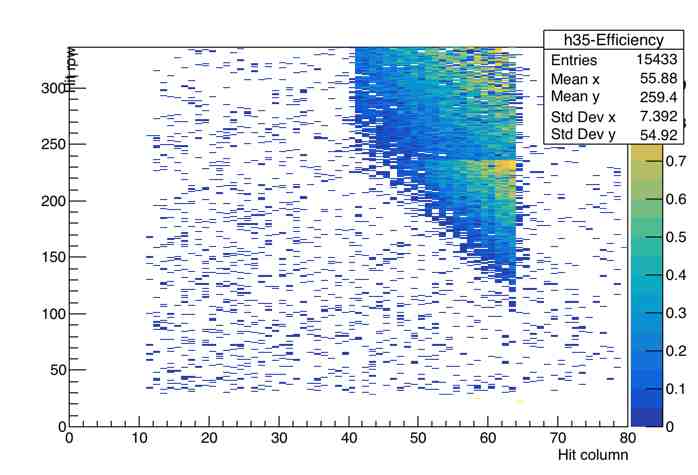 h35-Efficiency
Entries 15433
Mean x 55.88
Mean y 259.4
Std Dev x 7.392
Std Dev y 54.92
300
250
200
150
100
50
0
0 10 20 30 40 50 60 70 80
Hit column
0.7
0.6
0.5
0.4
0.3
0.2
0.1
0